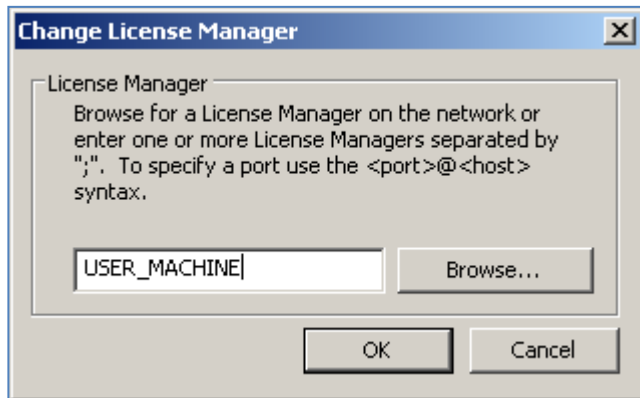 Change License Manager
License Manager
Browse for a License Manager on the network or
enter one or more License Managers separated by
";".  To specify a port use the <port>@<host>
syntax.
USER_MACHINE
Browse...
OK
Cancel